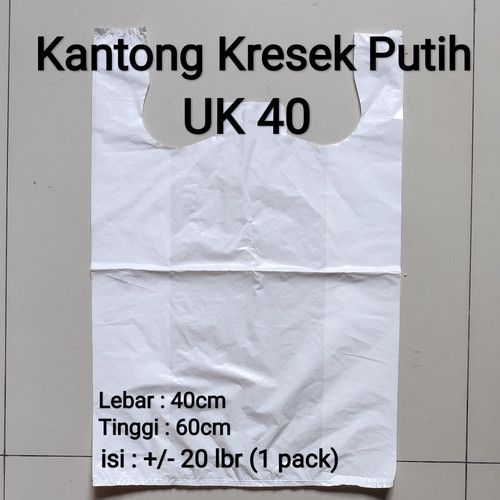 Kantong Kresek Putih
UK 40
Lebar : 40cm
Tinggi : 60cm
isi : +/- 20 lbr (1 pack)